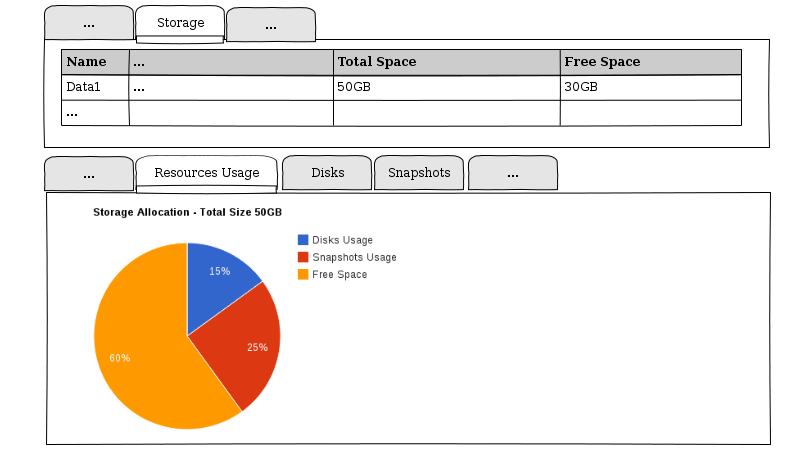 ... Storage ...
Name ... Total Space Free Space
Data1 ... 50GB 30GB
...
... Resources Usage Disks Snapshots ...
Storage Allocation - Total Size 50GB
Disks Usage
Snapshots Usage
Free Space
15%
25%
60%